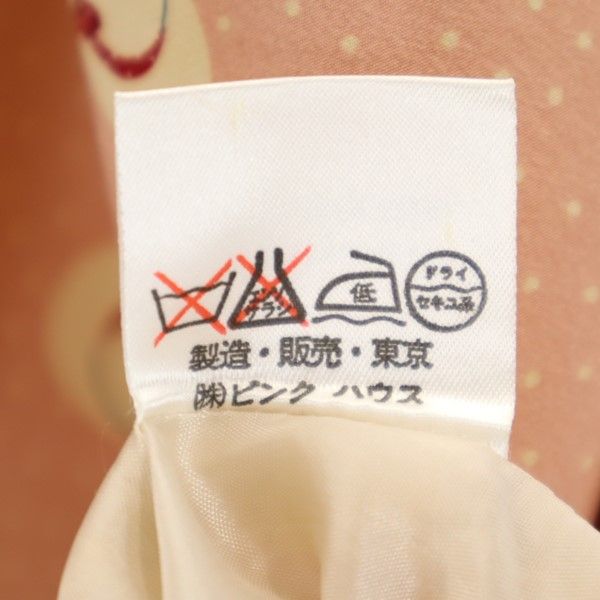 エンソ
サラシ
低
ドライ
セキユ系
製造・販売・東京
㈱ピンク ハウス